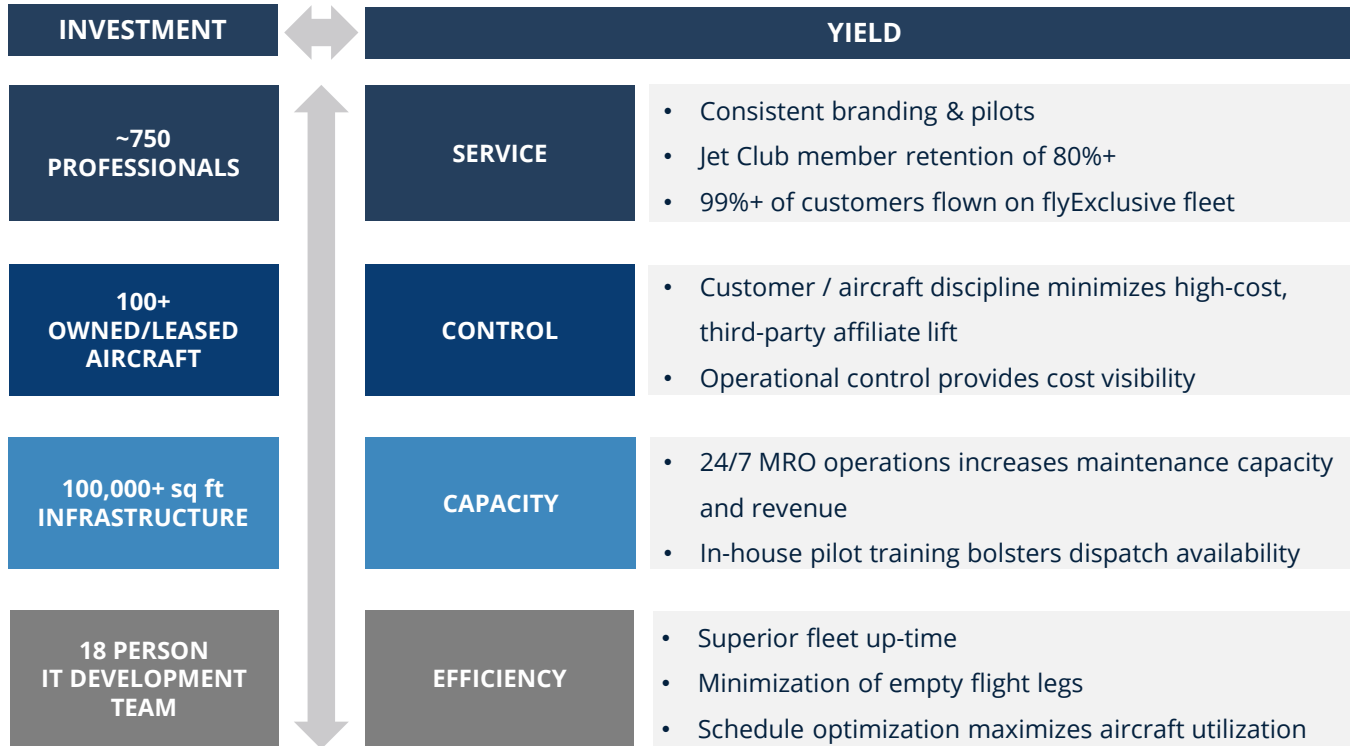 INVESTMENT
YIELD
~750
PROFESSIONALS
SERVICE
• Consistent branding & pilots
• Jet Club member retention of 80%+
• 99%+ of customers flown on flyExclusive fleet
100+
OWNED/LEASED
AIRCRAFT
CONTROL
• Customer / aircraft discipline minimizes high-cost,
third-party affiliate lift
• Operational control provides cost visibility
100,000+ sq ft
INFRASTRUCTURE
CAPACITY
• 24/7 MRO operations increases maintenance capacity
and revenue
• In-house pilot training bolsters dispatch availability
18 PERSON
IT DEVELOPMENT
TEAM
EFFICIENCY
• Superior fleet up-time
• Minimization of empty flight legs
• Schedule optimization maximizes aircraft utilization